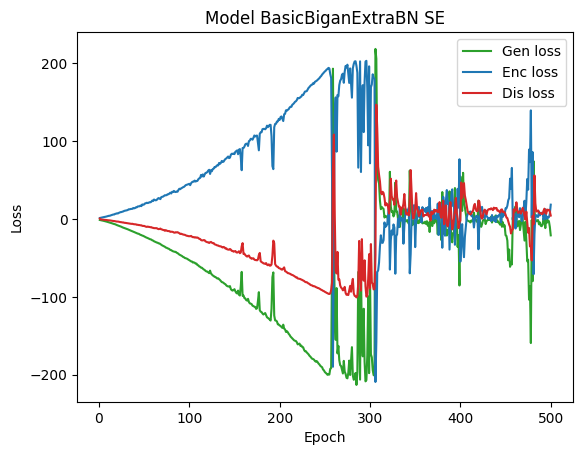 Model BasicBiganExtraBN SE
Gen loss
Enc loss
Dis loss
200
100
0
−100
−200
Loss
0
100
200
300
400
500
Epoch